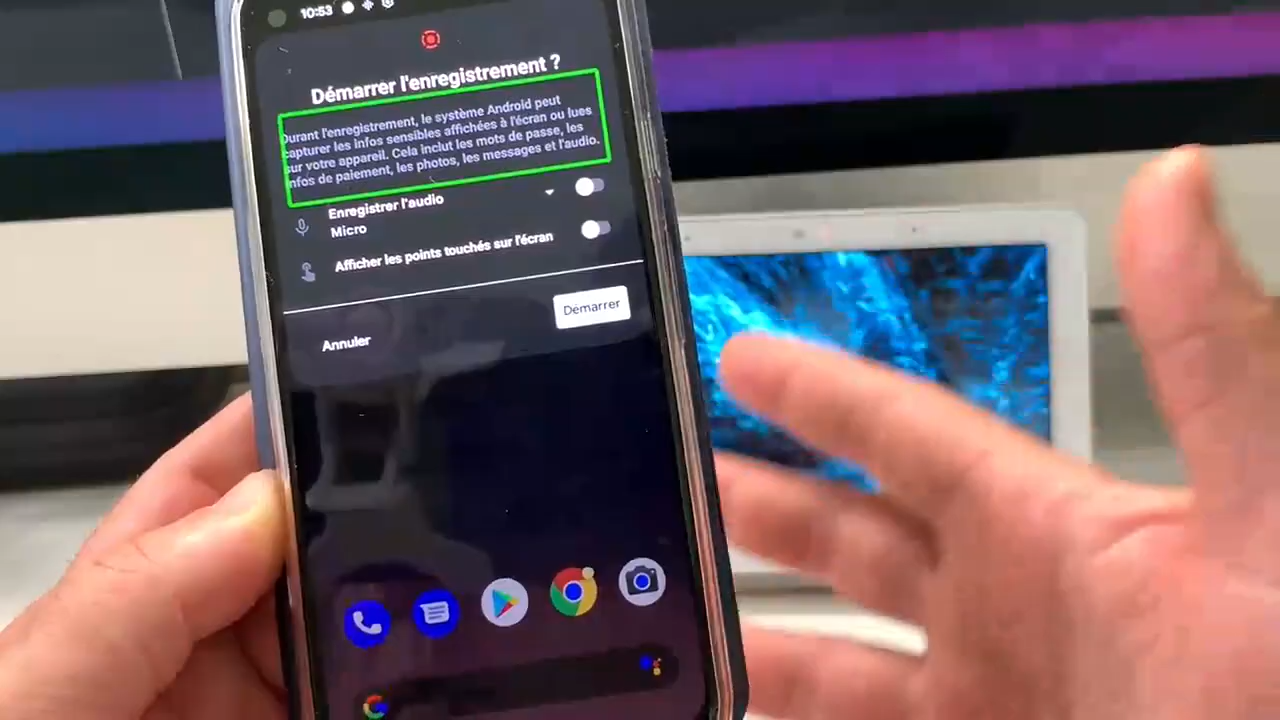 10:53
Démarrer l'enregistrement ?
Durant l'enregistrement, le système Android peut
capturer les infos sensibles affichées à l'écran ou lues
sur votre appareil. Cela inclut les mots de passe, les
infos de paiement, les photos, les messages et l'audio.
Enregistrer l'audio
Micro
Afficher les points touchés sur l'écran
Démarrer
Annuler